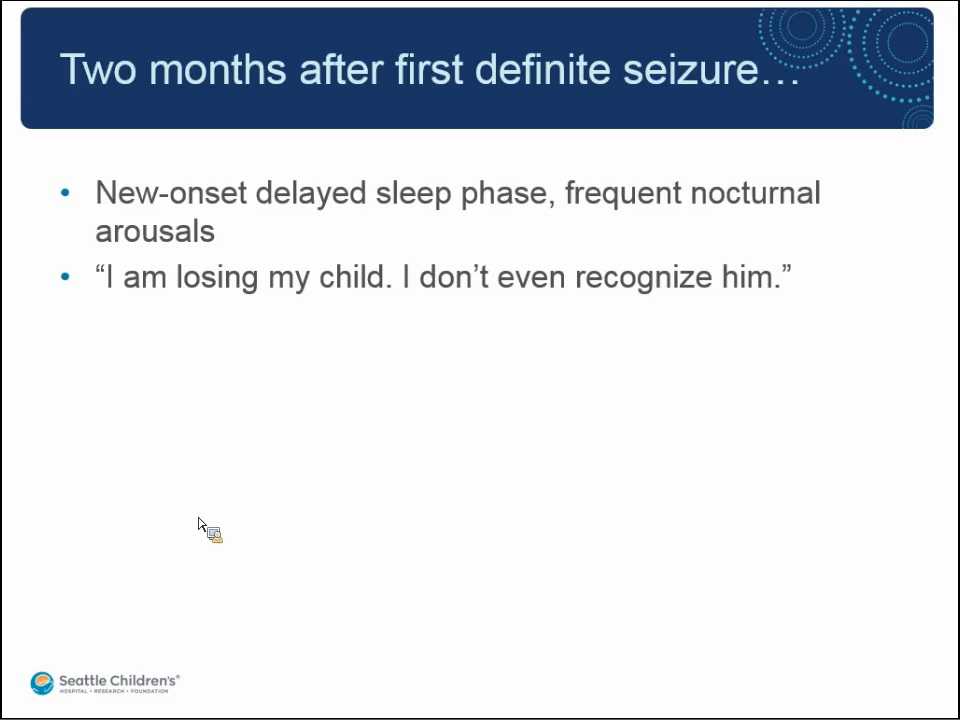 Two months after first definite seizure…
• New-onset delayed sleep phase, frequent nocturnal
arousals
• “I am losing my child. I don’t even recognize him.”
Seattle Children's®
HOSPITAL • RESEARCH • FOUNDATION